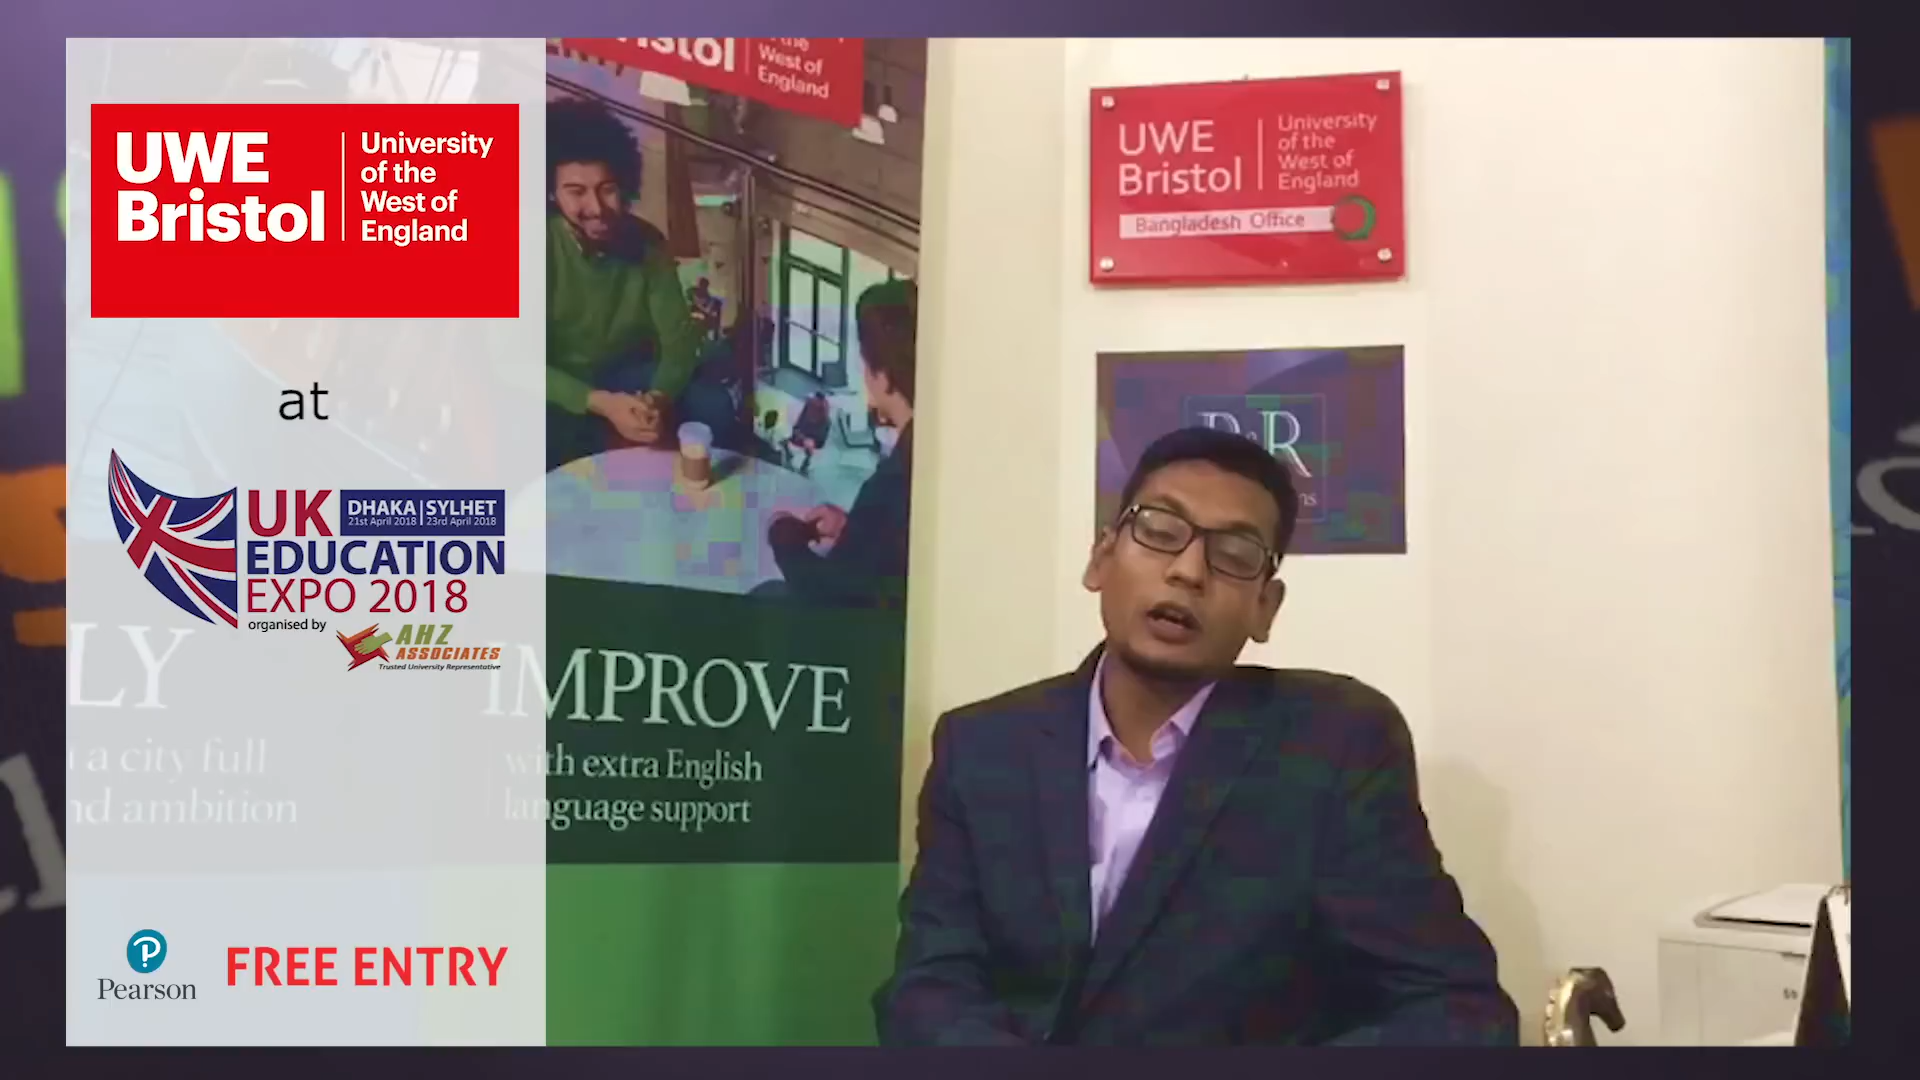 UWE
Bristol
University
of the
West of
England
at
UK
DHAKA | SYLHET
21st April 2018 | 23rd April 2018
EDUCATION
EXPO 2018
organised by
AHZ
ASSOCIATES
Trusted University Representative
Pearson
FREE ENTRY
LY
a city full
nd ambition
Bristol
West of
England
IMPROVE
with extra English
language support
UWE
Bristol
University
of the
West of
England
Bangladesh Office
R